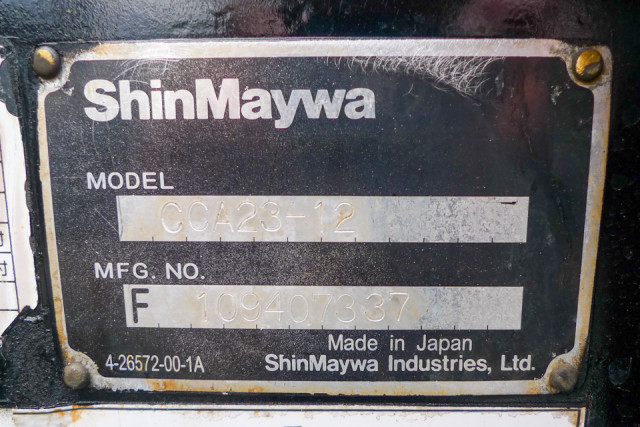 ShinMaywa
MODEL
CCA23-12
MFG. NO.
F 109407337
Made in Japan
4-26572-00-1A ShinMaywa Industries, Ltd.